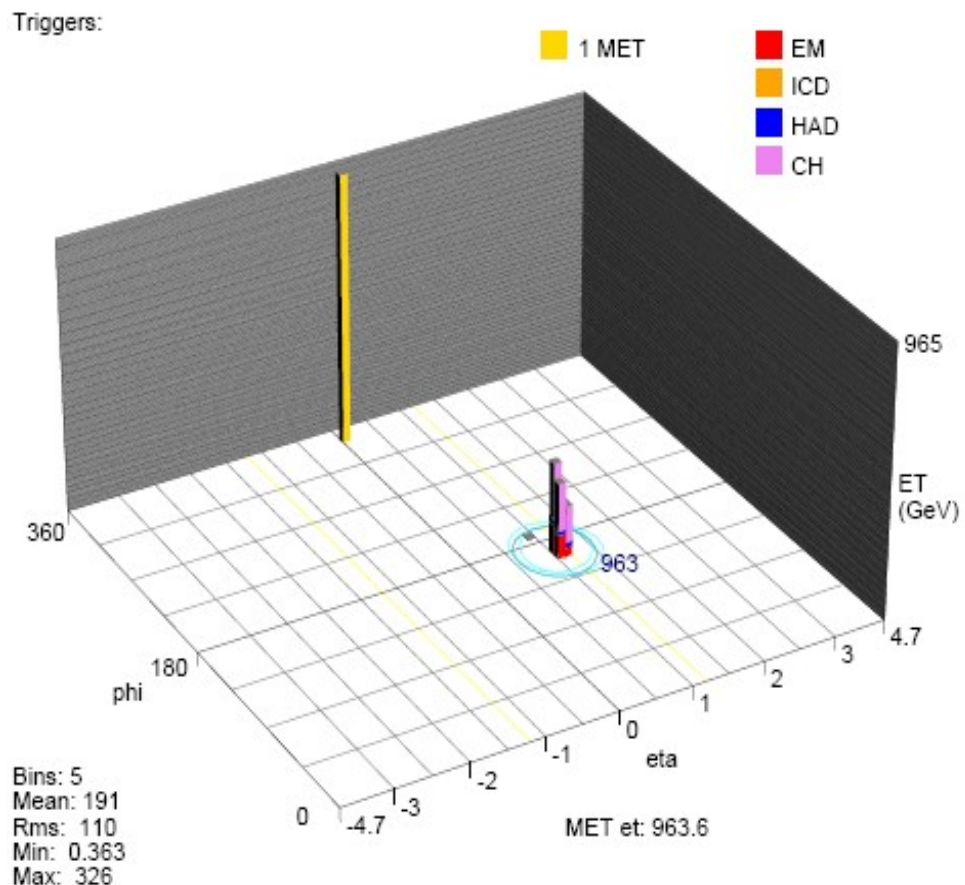 Triggers:
1 MET
EM
ICD
HAD
CH
965
ET
(GeV)
963
360
180
phi
0
-4.7
-3
-2
-1
0
1
2
3
4.7
eta
Bins: 5
Mean: 191
Rms: 110
Min: 0.363
Max: 326
MET et: 963.6